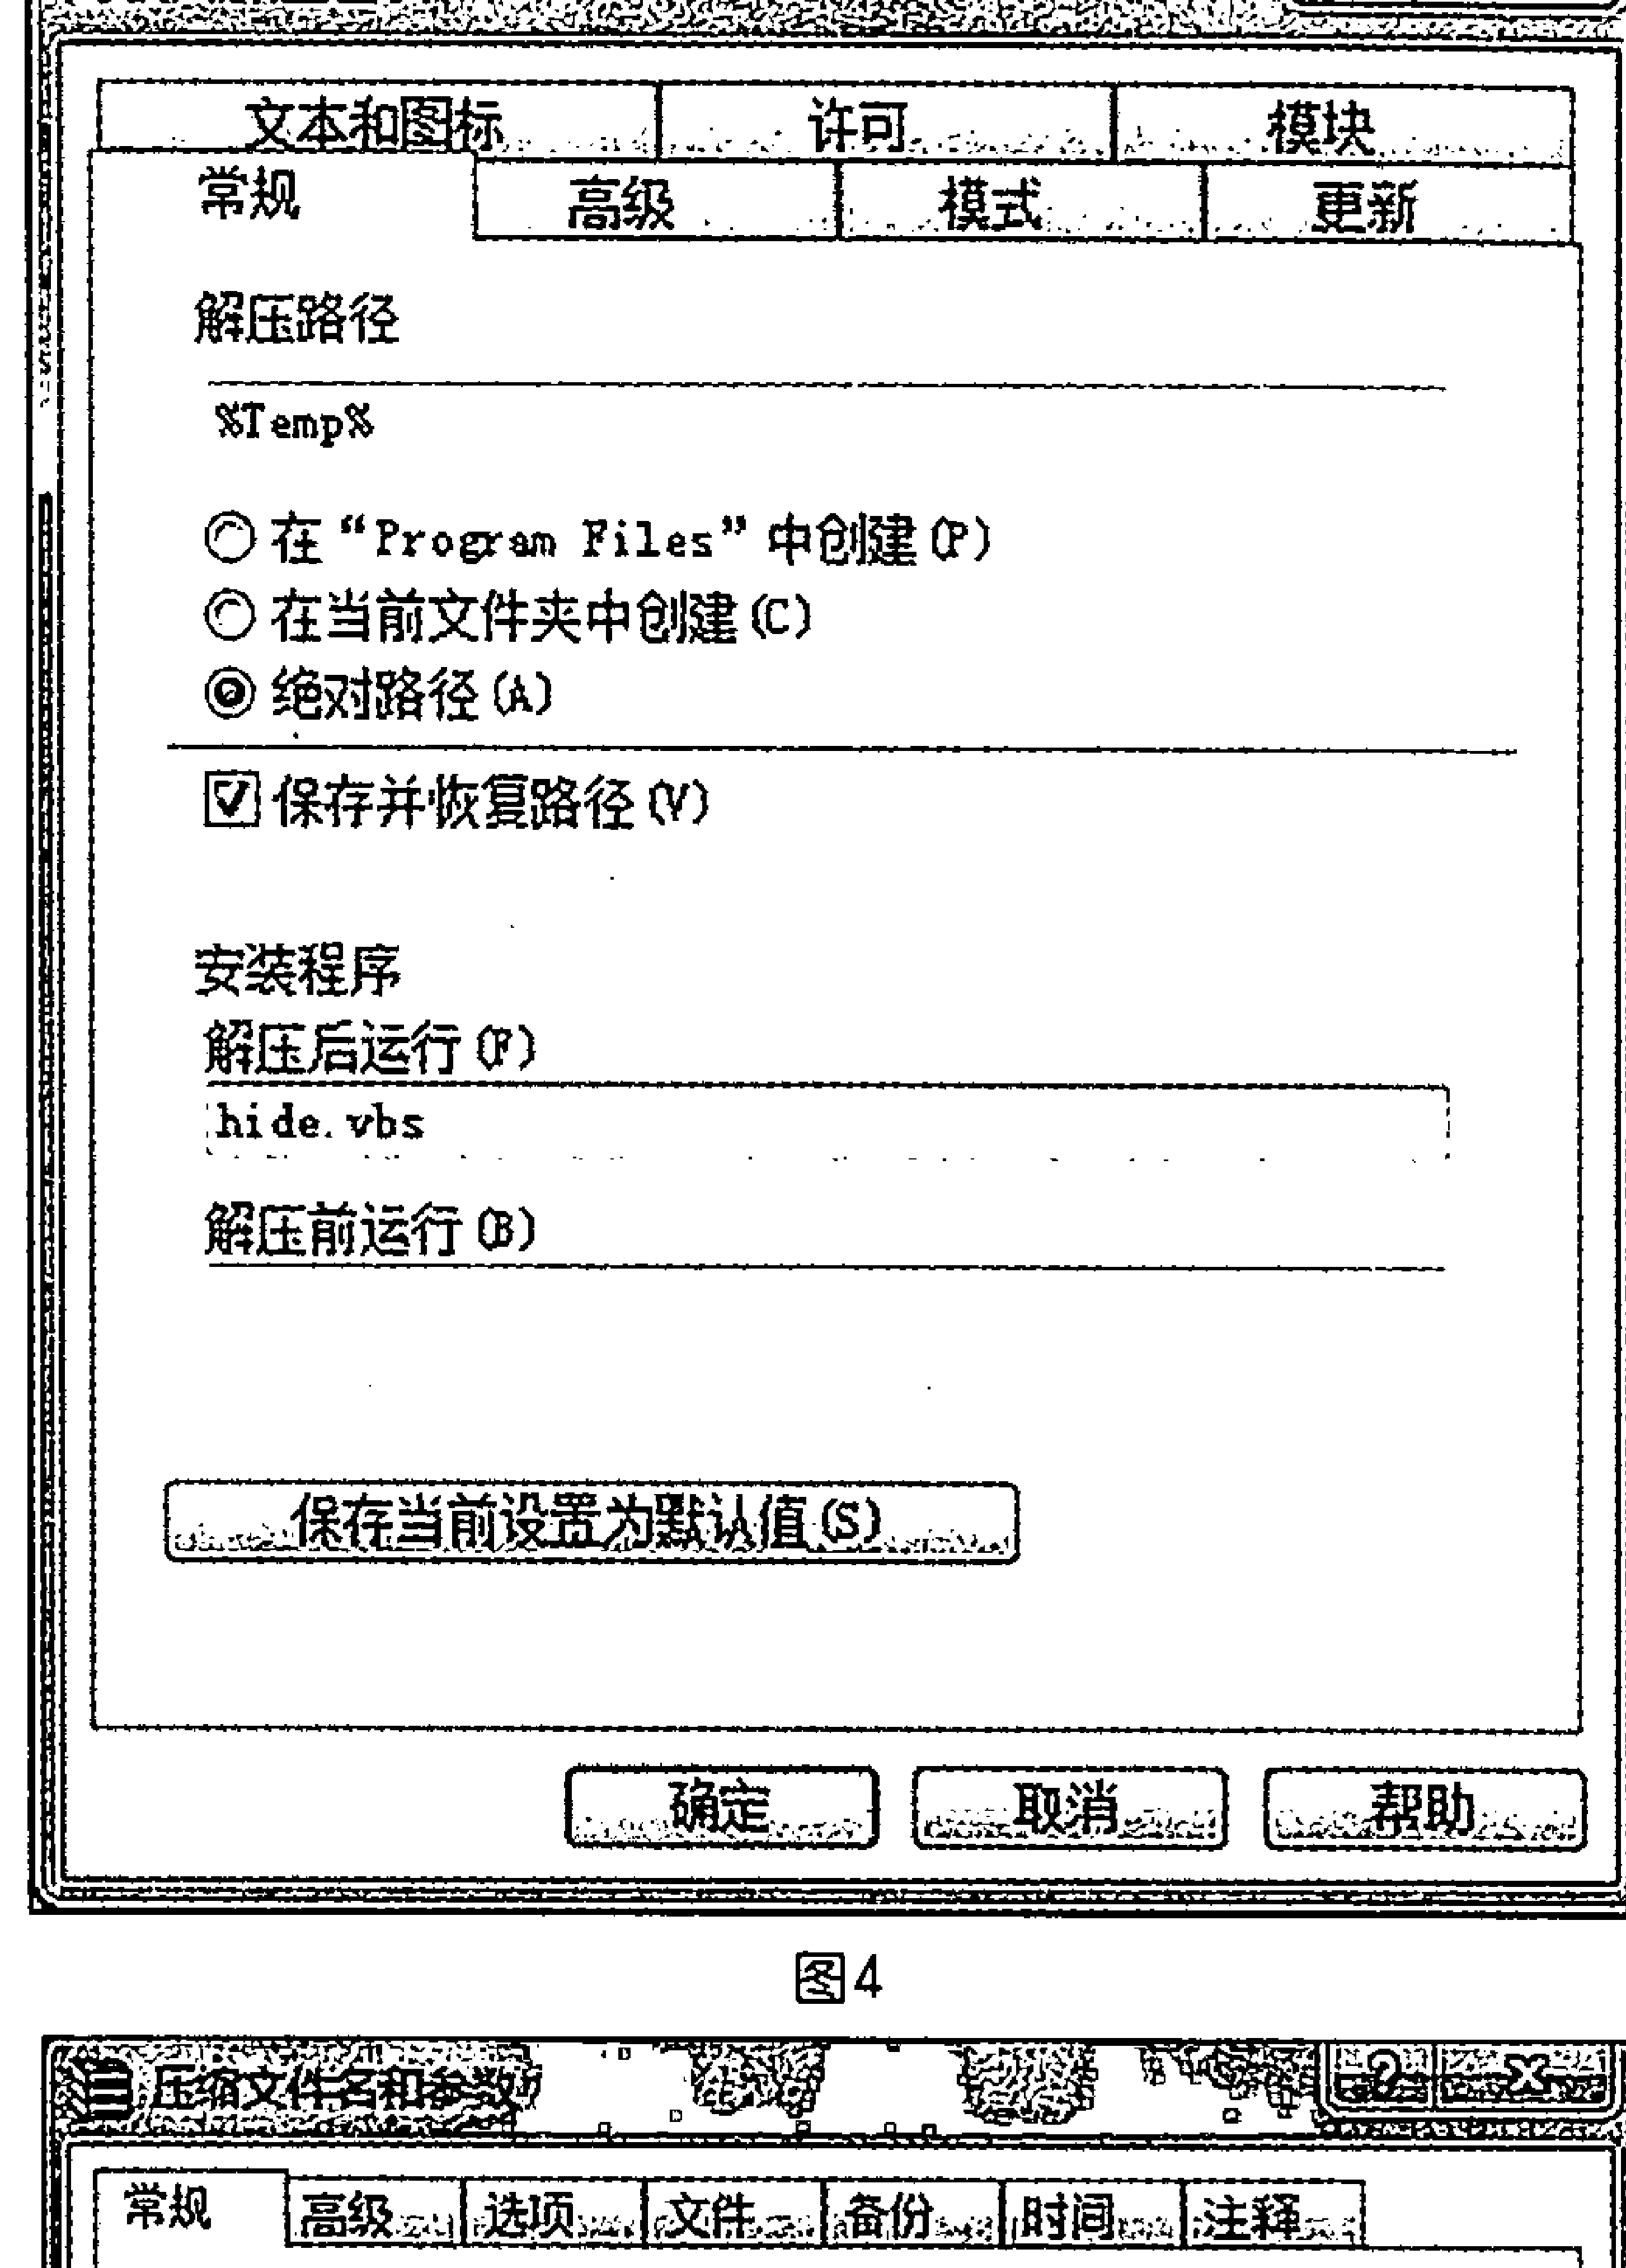 文本和图标 许可 模块
常规 高级 模式 更新
解压路径
%Temp%
在“Program Files”中创建(P)
在当前文件夹中创建(C)
绝对路径(A)
保存并恢复路径(V)
安装程序
解压后运行(F)
hide.vbs
解压前运行(B)
保存当前设置为默认值(S)
确定 取消 帮助
图4
压缩文件名和参数
常规 高级 选项 文件 备份 时间 注释